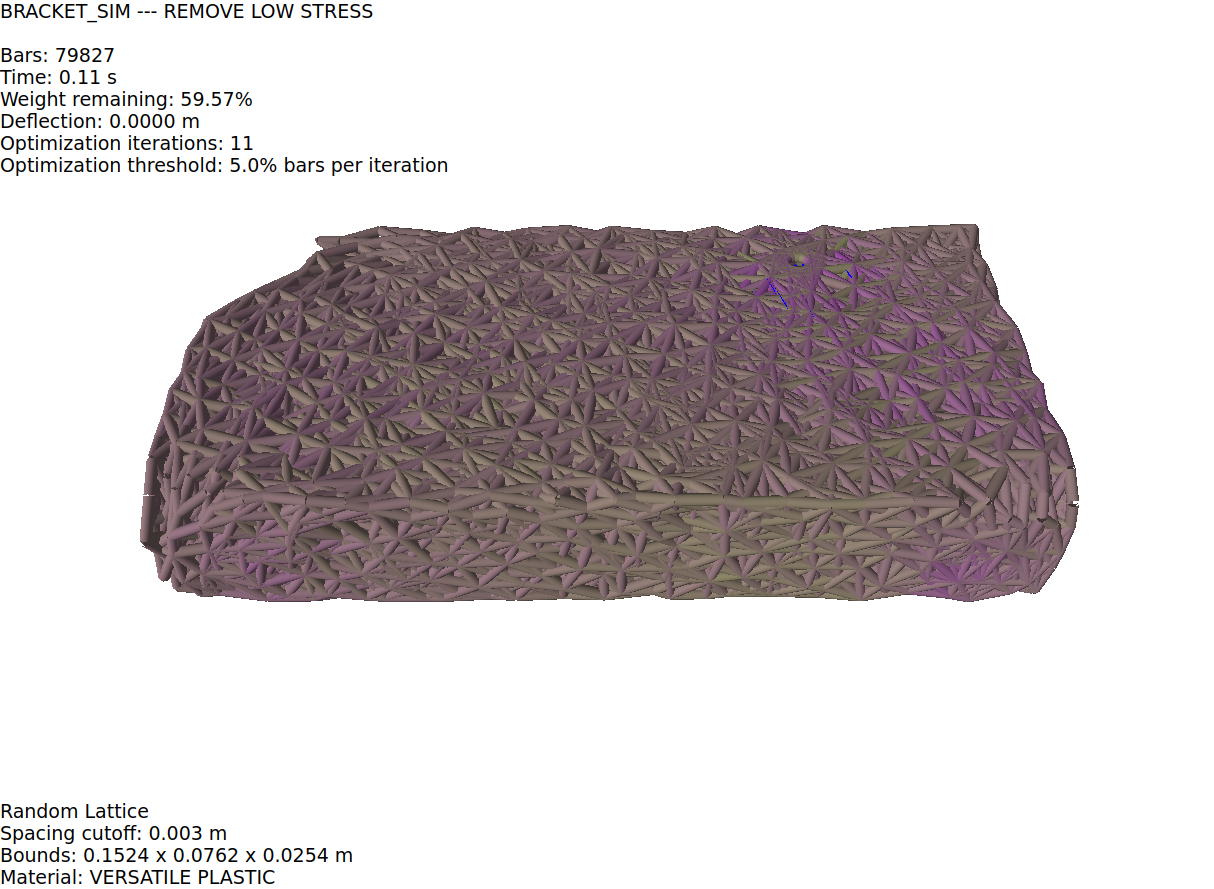 BRACKET_SIM --- REMOVE LOW STRESS
Bars: 79827
Time: 0.11 s
Weight remaining: 59.57%
Deflection: 0.0000 m
Optimization iterations: 11
Optimization threshold: 5.0% bars per iteration
Random Lattice
Spacing cutoff: 0.003 m
Bounds: 0.1524 x 0.0762 x 0.0254 m
Material: VERSATILE PLASTIC